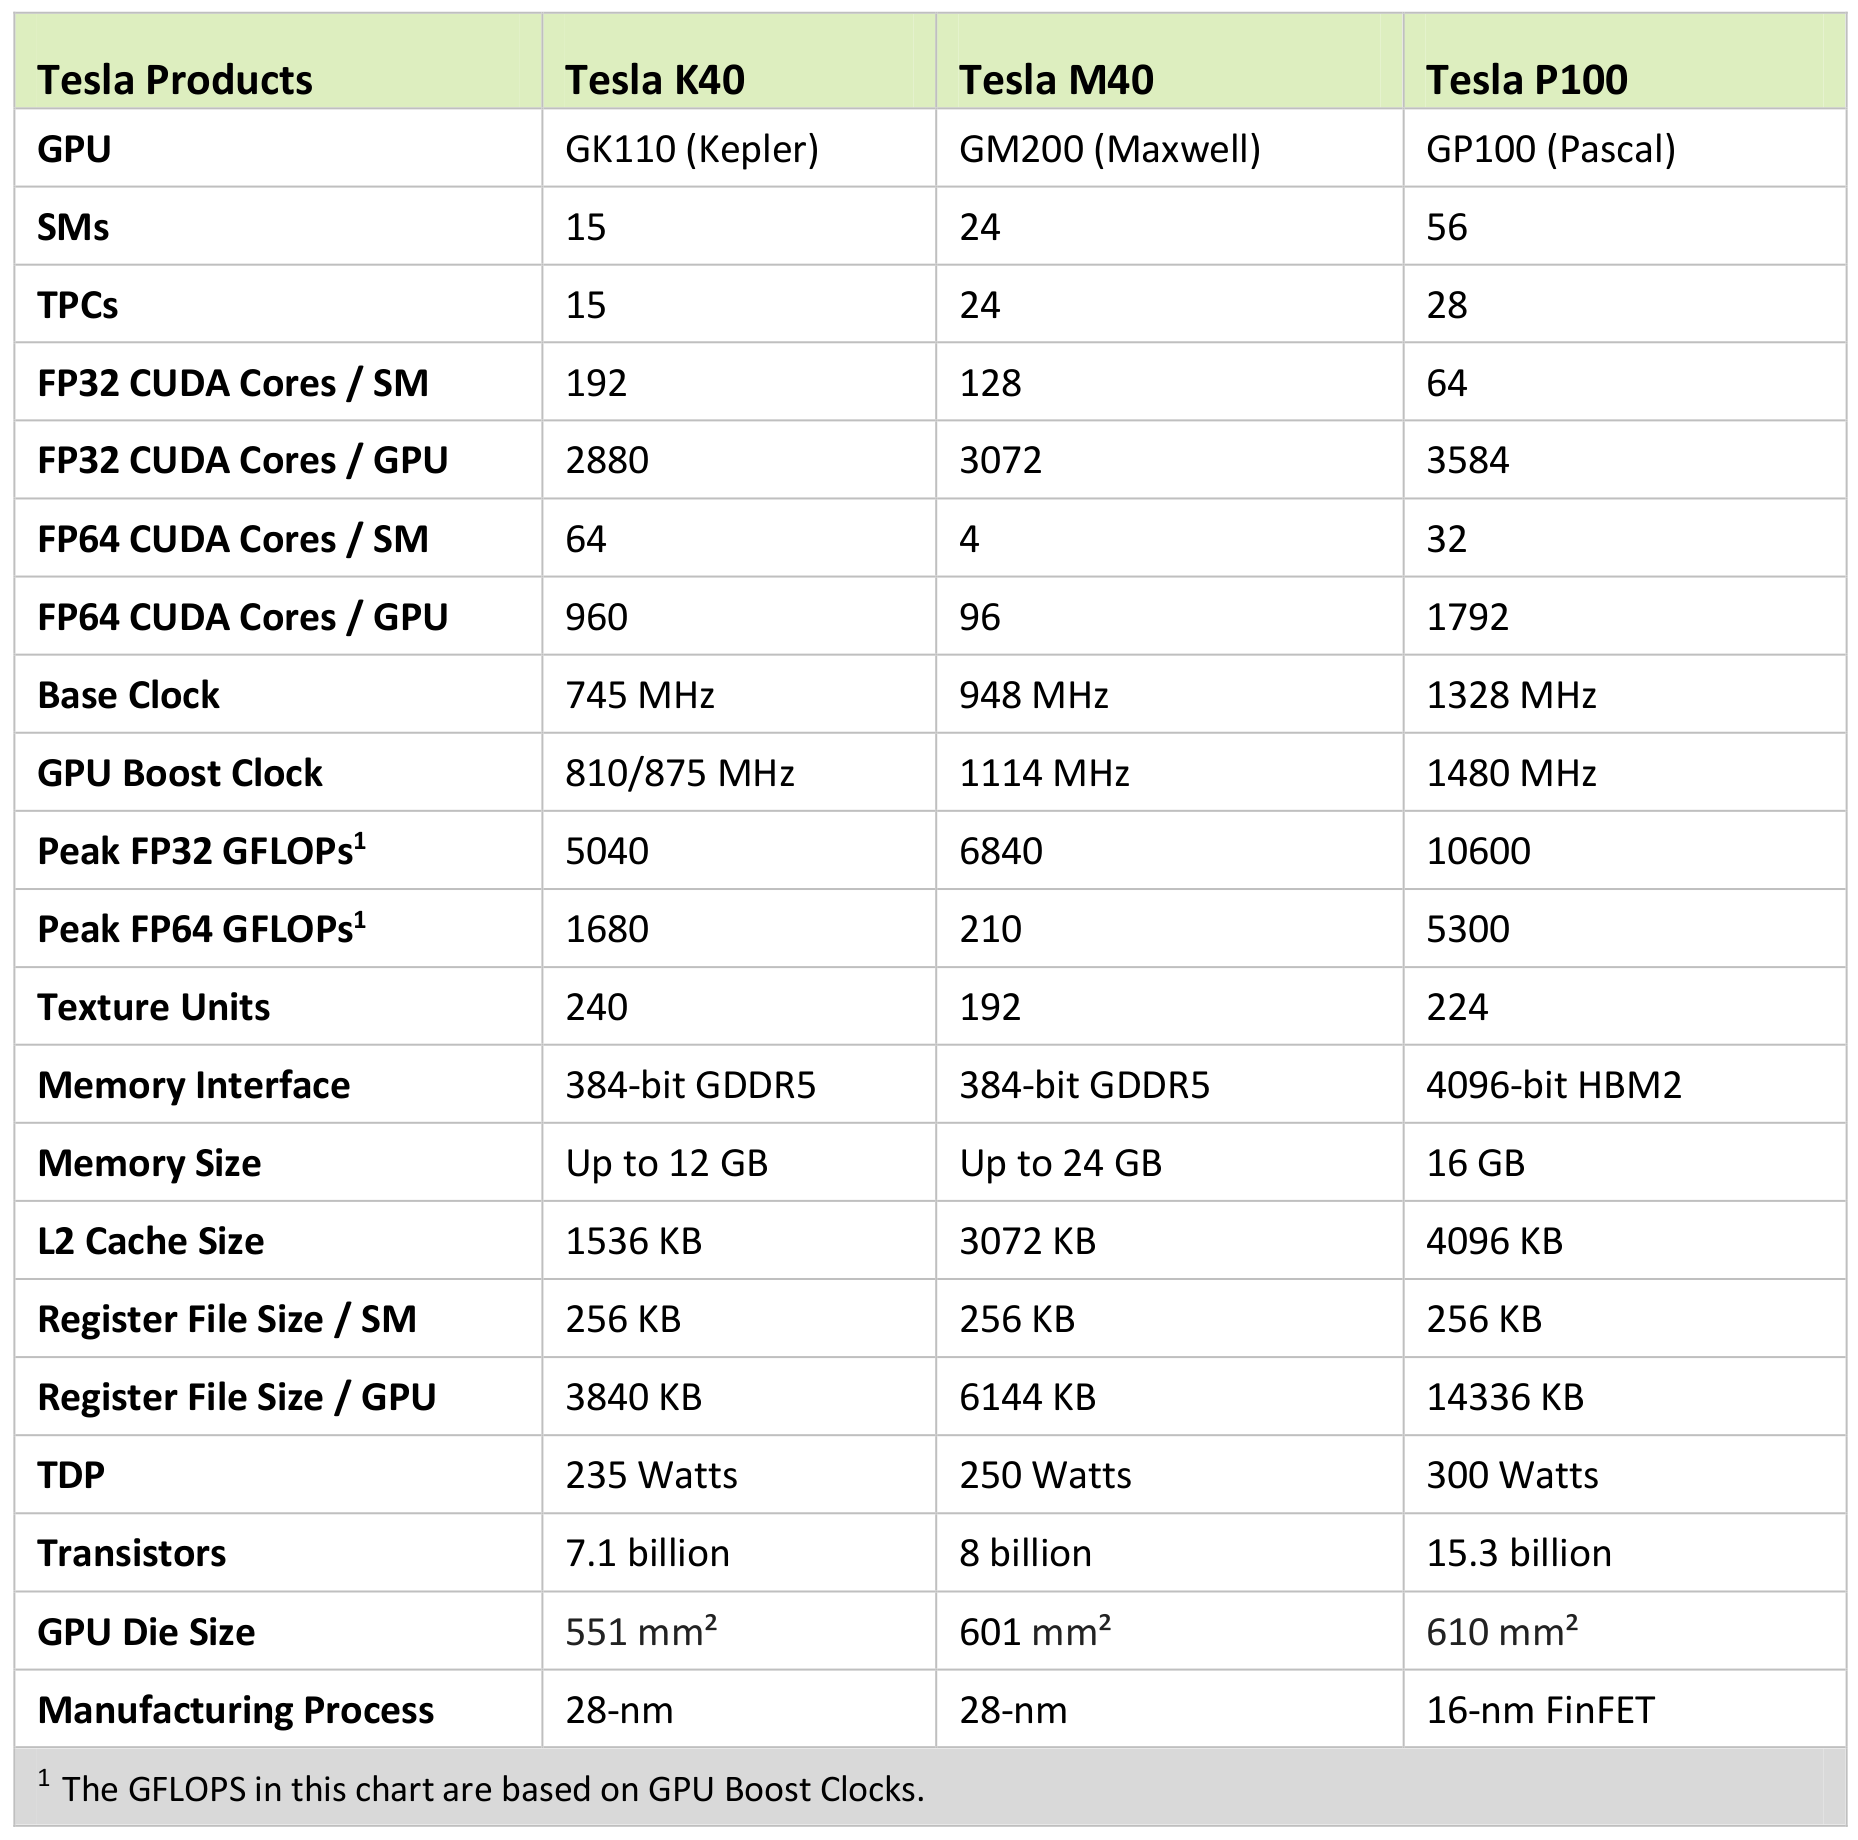 Tesla Products Tesla K40 Tesla M40 Tesla P100
GPU GK110 (Kepler) GM200 (Maxwell) GP100 (Pascal)
SMs 15 24 56
TPCs 15 24 28
FP32 CUDA Cores / SM 192 128 64
FP32 CUDA Cores / GPU 2880 3072 3584
FP64 CUDA Cores / SM 64 4 32
FP64 CUDA Cores / GPU 960 96 1792
Base Clock 745 MHz 948 MHz 1328 MHz
GPU Boost Clock 810/875 MHz 1114 MHz 1480 MHz
Peak FP32 GFLOPs¹ 5040 6840 10600
Peak FP64 GFLOPs¹ 1680 210 5300
Texture Units 240 192 224
Memory Interface 384-bit GDDR5 384-bit GDDR5 4096-bit HBM2
Memory Size Up to 12 GB Up to 24 GB 16 GB
L2 Cache Size 1536 KB 3072 KB 4096 KB
Register File Size / SM 256 KB 256 KB 256 KB
Register File Size / GPU 3840 KB 6144 KB 14336 KB
TDP 235 Watts 250 Watts 300 Watts
Transistors 7.1 billion 8 billion 15.3 billion
GPU Die Size 551 mm² 601 mm² 610 mm²
Manufacturing Process 28-nm 28-nm 16-nm FinFET
¹ The GFLOPS in this chart are based on GPU Boost Clocks.